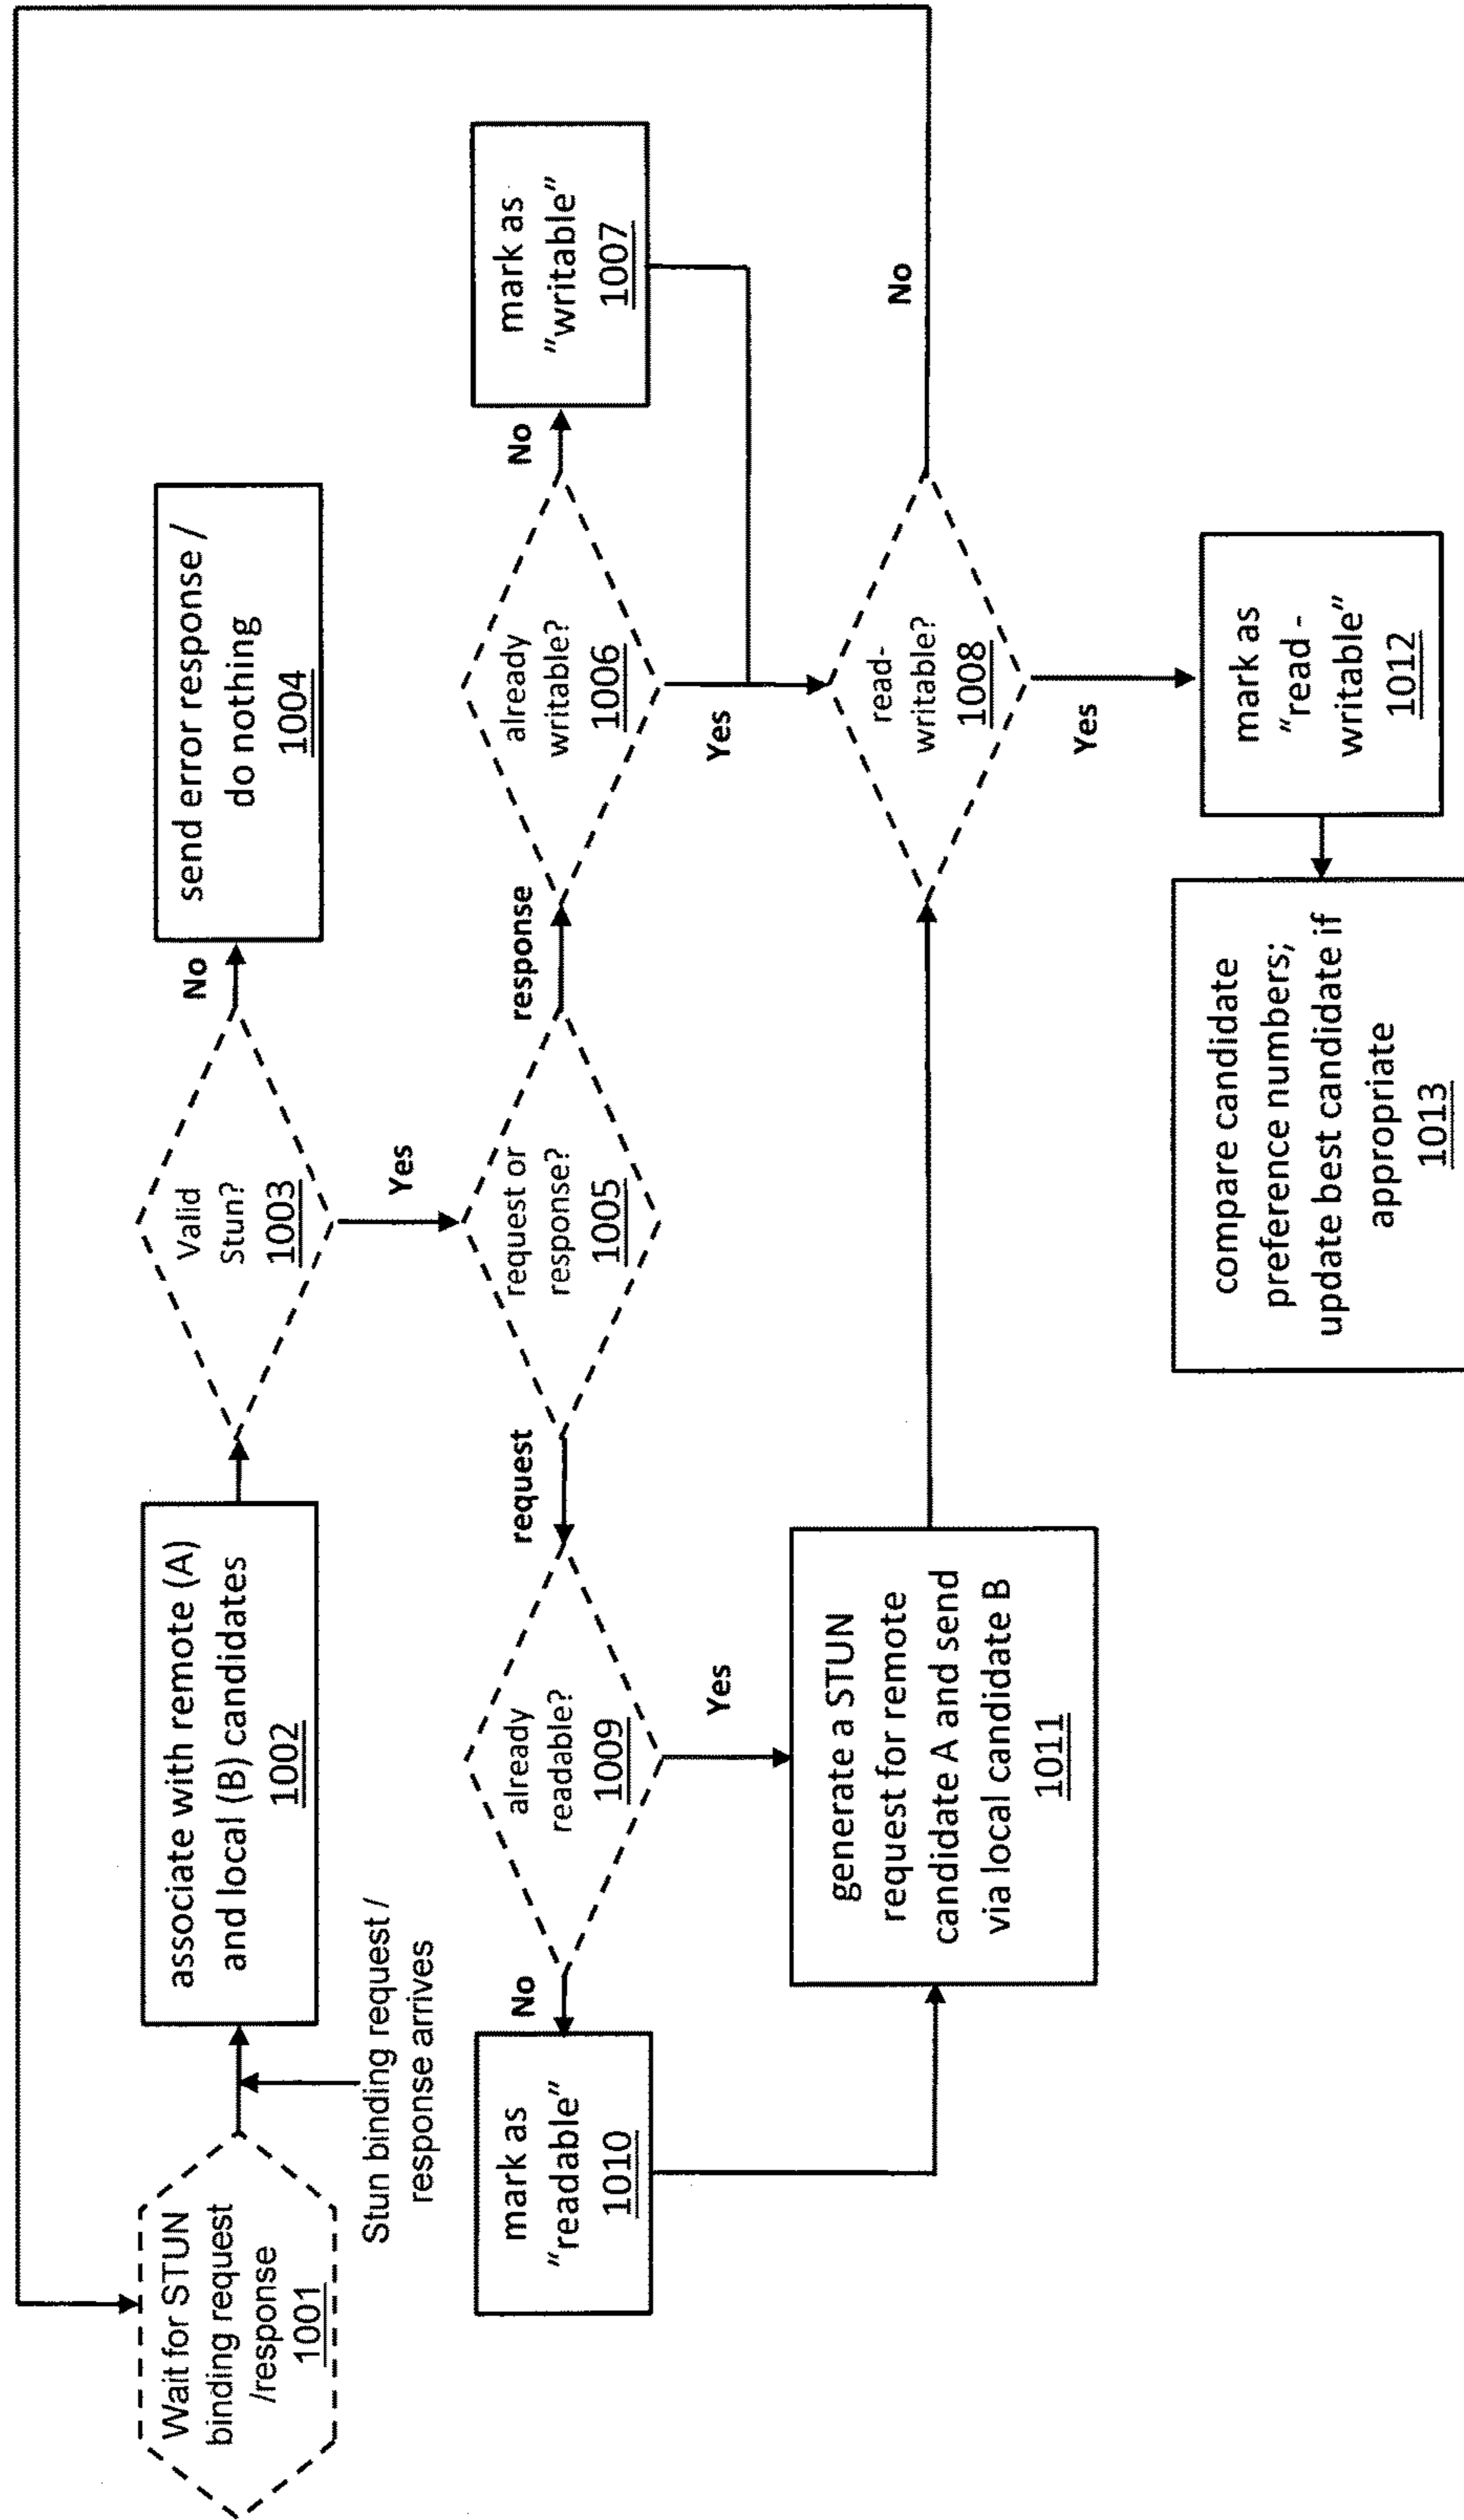 Wait for STUN
binding request
/response
1001
Stun binding request /
response arrives
associate with remote (A)
and local (B) candidates
1002
Valid
Stun?
1003
No
send error response /
do nothing
1004
Yes
request or
response?
1005
request
response
already
writable?
1006
No
mark as
"writable"
1007
Yes
read-
writable?
1008
No
Yes
already
readable?
1009
No
mark as
"readable"
1010
Yes
generate a STUN
request for remote
candidate A and send
via local candidate B
1011
mark as
"read-
writable"
1012
compare candidate
preference numbers;
update best candidate if
appropriate
1013